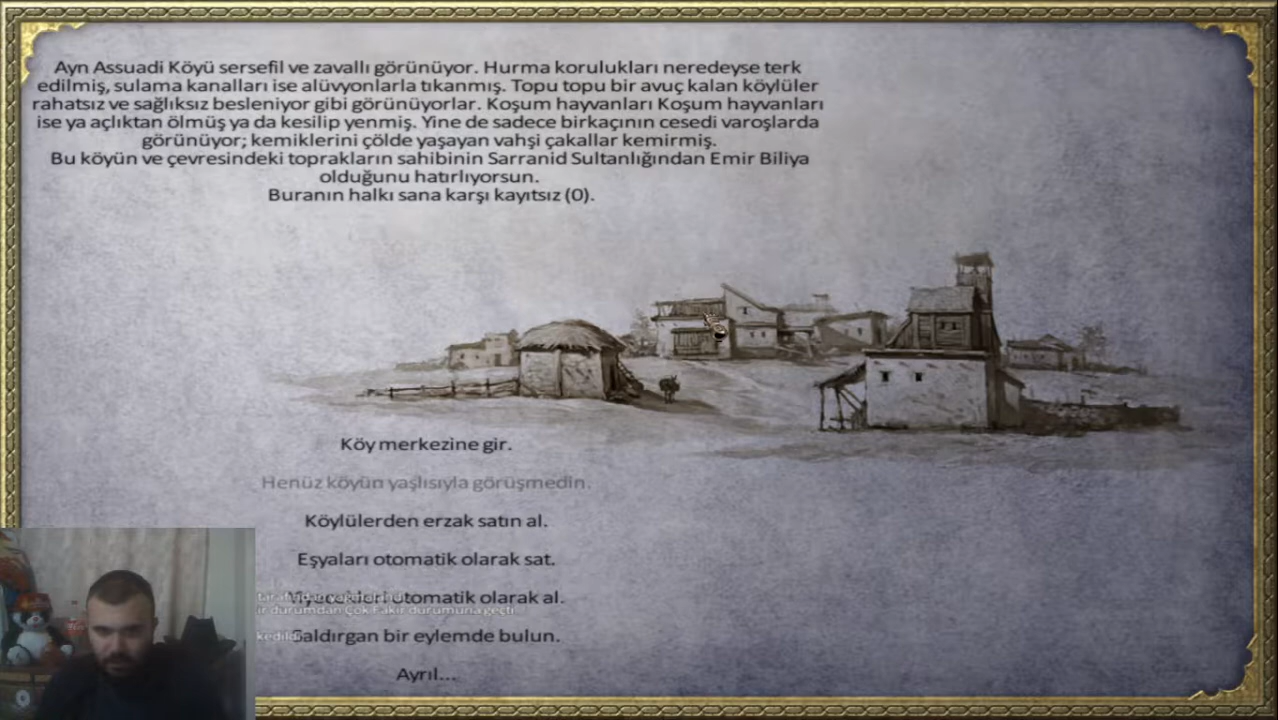 Ayn Assuadi Köyü sersefil ve zavallı görünüyor. Hurma korulukları neredeyse terk
edilmiş, sulama kanalları ise alüvyonlarla tıkanmış. Topu topu bir avuç kalan köylüler
rahatsız ve sağlıksız besleniyor gibi görünüyorlar. Koşum hayvanları Koşum hayvanları
ise ya açlıktan ölmüş ya da kesilip yenmiş. Yine de sadece birkaçının cesedi varoşlarda
görünüyor; kemiklerini çölde yaşayan vahşi çakallar kemirmiş.
Bu köyün ve çevresindeki toprakların sahibinin Sarranid Sultanlığından Emir Biliya
olduğunu hatırlıyorsun.
Buranın halkı sana karşı kayıtsız (0).
Köy merkezine gir.
Henüz köyün yaşlısıyla görüşmedin.
Köylülerden erzak satın al.
Eşyaları otomatik olarak sat.
otomatik olarak al.
durumdan Çok Fakir durumuna geçti.
Saldırgan bir eylemde bulun.
Ayrıl...